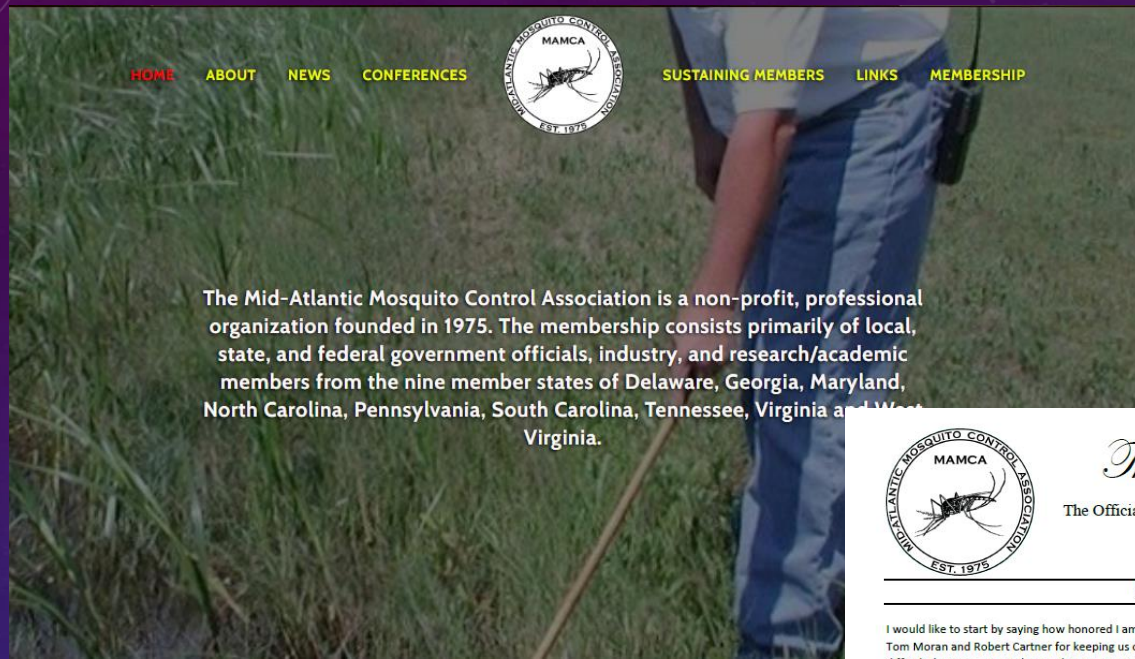 HOME ABOUT NEWS CONFERENCES SUSTAINING MEMBERS LINKS MEMBERSHIP
MID-ATLANTIC MOSQUITO CONTROL ASSOCIATION
MAMCA
EST. 1975
The Mid-Atlantic Mosquito Control Association is a non-profit, professional
organization founded in 1975. The membership consists primarily of local,
state, and federal government officials, industry, and research/academic
members from the nine member states of Delaware, Georgia, Maryland,
North Carolina, Pennsylvania, South Carolina, Tennessee, Virginia and West
Virginia.
MID-ATLANTIC MOSQUITO CONTROL ASSOCIATION
MAMCA
EST. 1975
The
I would like to start by saying how honored I am
Tom Moran and Robert Cartner for keeping us